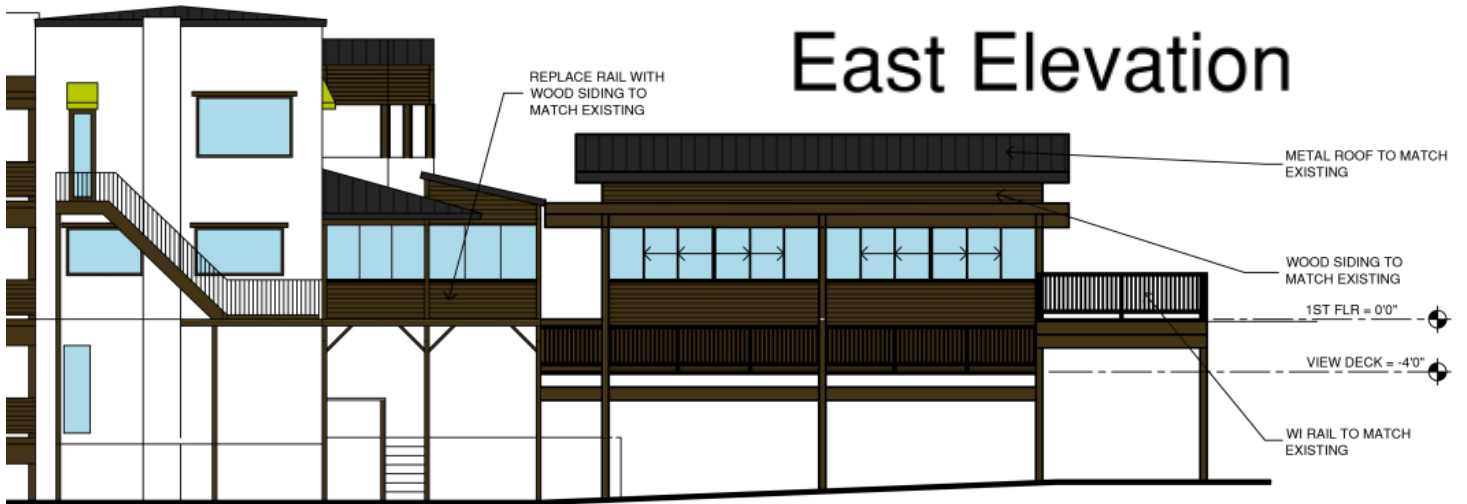 East Elevation
REPLACE RAIL WITH
WOOD SIDING TO
MATCH EXISTING
METAL ROOF TO MATCH
EXISTING
WOOD SIDING TO
MATCH EXISTING
1ST FLR = 0'0"
VIEW DECK = -4'0"
WI RAIL TO MATCH
EXISTING